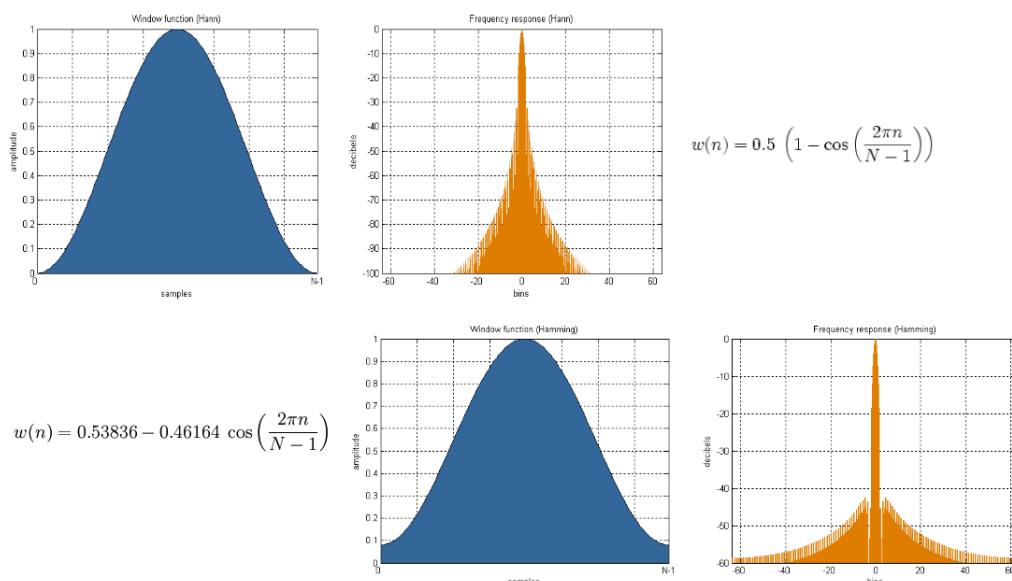 Window function (Hann)
1
0.9
0.8
0.7
0.6
0.5
0.4
0.3
0.2
0.1
0
amplitude
0
N-1
samples
Frequency response (Hann)
0
-10
-20
-30
-40
-50
-60
-70
-80
-90
-100
decibels
-60 -40 -20 0 20 40 60
bins
w(n) = 0.5 (1 − cos(2πn / N − 1))
w(n) = 0.53836 − 0.46164 cos(2πn / N − 1)
Window function (Hamming)
1
0.9
0.8
0.7
0.6
0.5
0.4
0.3
0.2
0.1
0
amplitude
N-1
samples
Frequency response (Hamming)
0
-10
-20
-30
-40
-50
-60
decibels
-60 -40 -20 0 20 40 60
bins